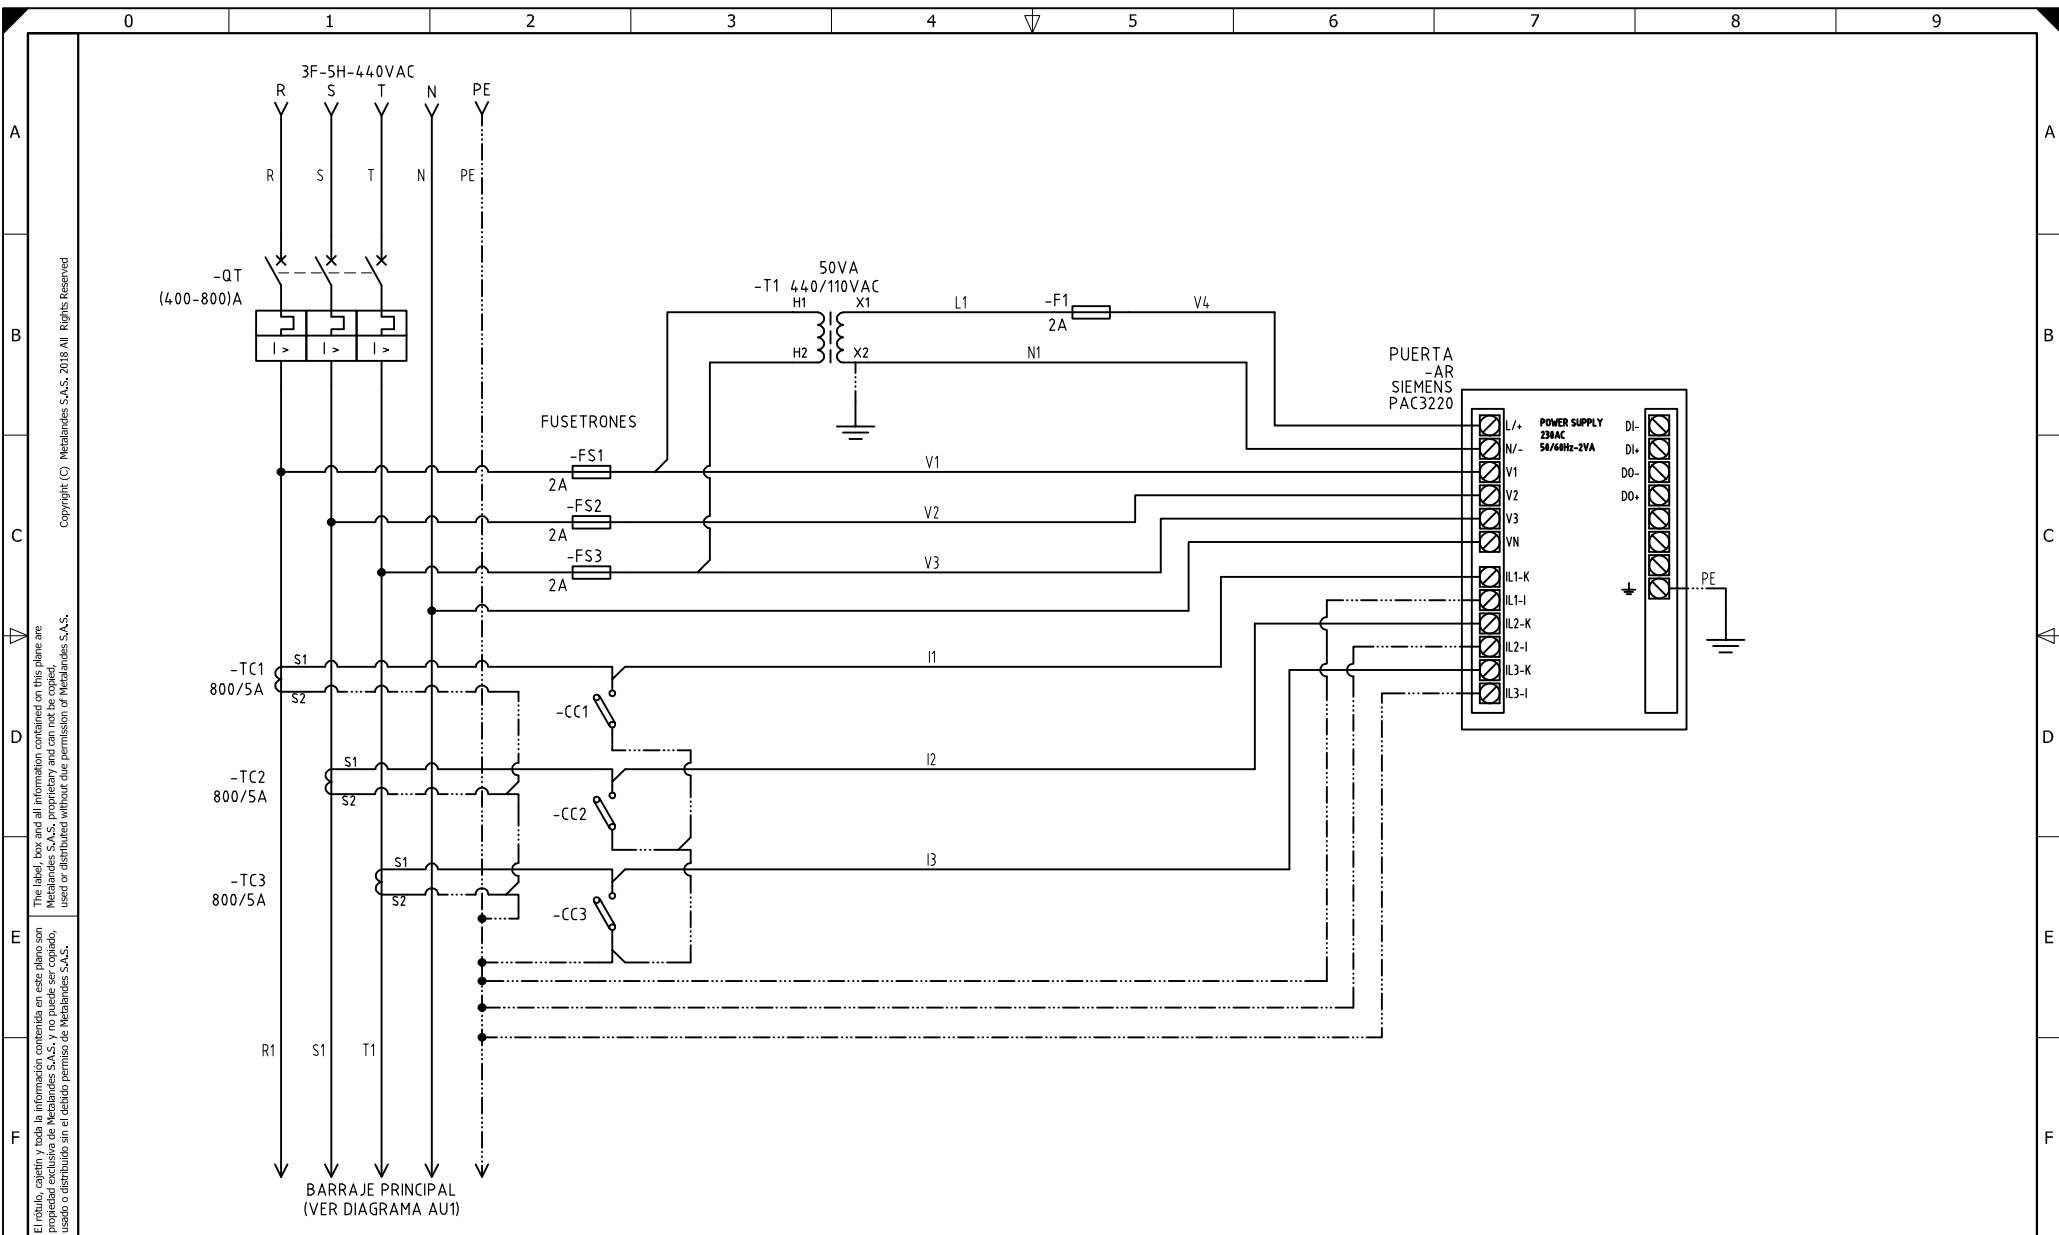 0 1 2 3 4 5 6 7 8 9
3F-5H-440VAC
R S T N PE
A A
R S T N PE
-QT
(400-800)A
I > I > I >
B B
50VA
-T1 440/110VAC
H1 X1 L1 -F1 V4
2A
H2 X2 N1
PUERTA
-AR
SIEMENS
PAC3220
FUSETRONES
L/+ POWER SUPPLY DI-
230AC
N/- 50/60Hz-2VA DI+
V1 DO-
V2 DO+
V3
VN
IL1-K
IL1-I
IL2-K
IL2-I
IL3-K
IL3-I
PE
-FS1 V1
2A
-FS2 V2
2A
C C
-FS3 V3
2A
-TC1 S1 I1
800/5A S2
-CC1
D D
-TC2 S1 I2
800/5A S2
-CC2
-TC3 S1 I3
800/5A S2
-CC3
E E
R1 S1 T1
F F
BARRAJE PRINCIPAL
(VER DIAGRAMA AU1)
Copyright (C) Metalandes S.A.S. 2018 All Rights Reserved
The label, box and all information contained on this plane are
Metalandes S.A.S. proprietary and can not be copied,
used or distributed without due permission of Metalandes S.A.S.
El rótulo, cajetín y toda la información contenida en este plano son
propiedad exclusiva de Metalandes S.A.S. y no puede ser copiado,
usado o distribuido sin el debido permiso de Metalandes S.A.S.